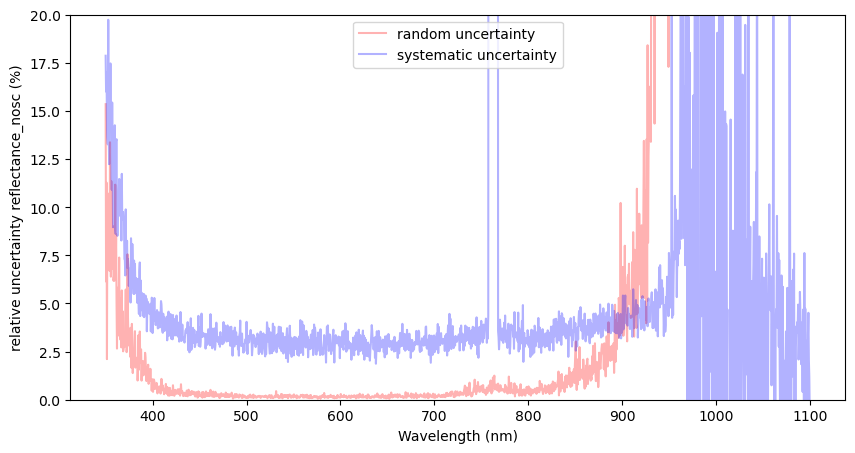 relative uncertainty reflectance_nosc (%)
20.0
17.5
15.0
12.5
10.0
7.5
5.0
2.5
0.0
random uncertainty
systematic uncertainty
400 500 600 700 800 900 1000 1100
Wavelength (nm)